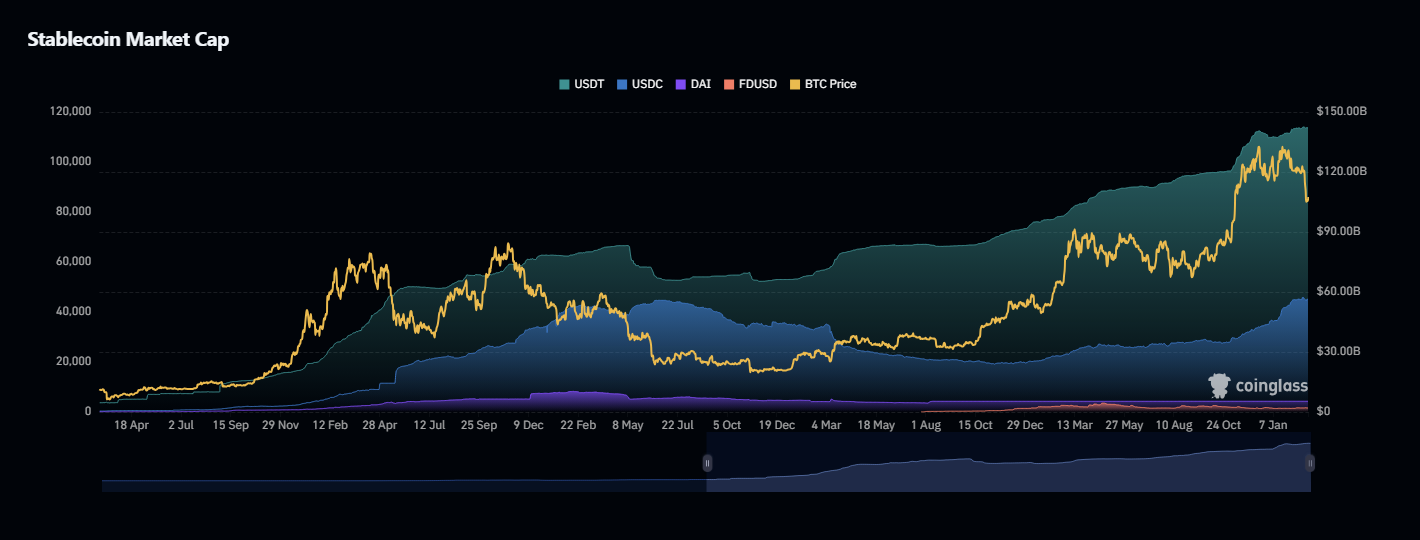 Stablecoin Market Cap
USDT USDC DAI FDUSD BTC Price
120,000 $150.00B
100,000 $120.00B
80,000 $90.00B
60,000 $60.00B
40,000 $30.00B
20,000 coinglass
0 $0
18 Apr 2 Jul 15 Sep 29 Nov 12 Feb 28 Apr 12 Jul 25 Sep 9 Dec 22 Feb 8 May 22 Jul 5 Oct 19 Dec 4 Mar 18 May 1 Aug 15 Oct 29 Dec 13 Mar 27 May 10 Aug 24 Oct 7 Jan